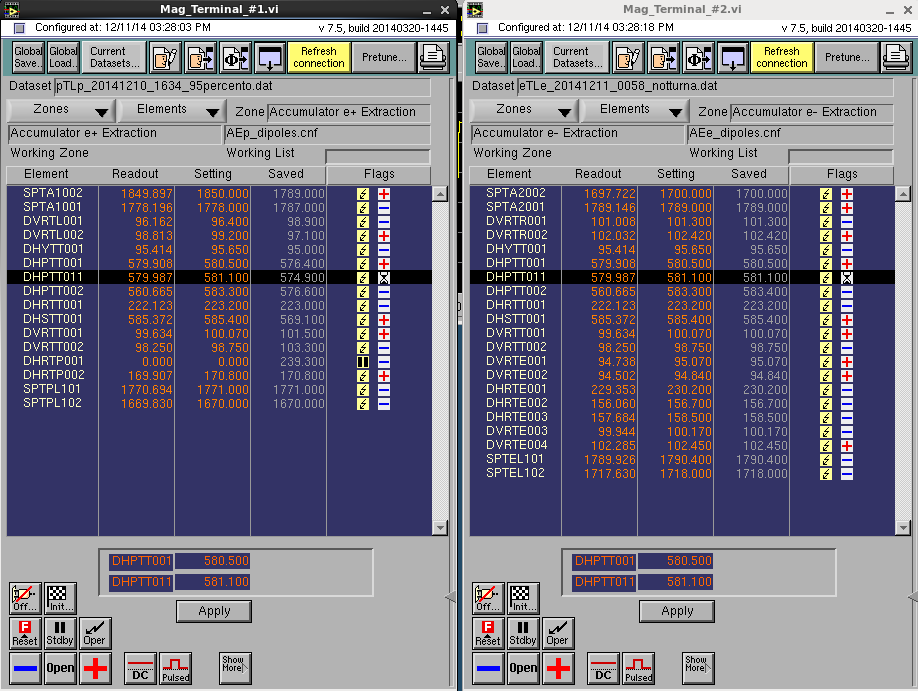 Mag_Terminal_#1.vi
Configured at: 12/11/14 03:28:03 PM v 7.5, build 20140320-1445
Global Save.. Global Load.. Current Datasets... Refresh connection Pretune...
Dataset pTLp_20141210_1634_95percento.dat
Zones Elements Zone Accumulator e+ Extraction
Accumulator e+ Extraction AEp_dipoles.cnf
Working Zone Working List
Element Readout Setting Saved Flags
SPTA1002 1849.897 1850.000 1789.000
SPTA1001 1778.196 1778.000 1787.000
DVRTL001 96.162 96.400 98.900
DVRTL002 98.813 99.200 97.100
DHYTT001 95.414 95.650 95.000
DHPTT001 579.908 580.500 576.400
DHPTT011 579.987 581.100 574.900
DHPTT002 560.665 583.300 576.600
DHRTT001 222.123 223.200 223.000
DHSTT001 585.372 585.400 569.100
DVRTT001 99.634 100.070 101.500
DVRTT002 98.250 98.750 103.300
DHRTP001 0.000 0.000 239.300
DHRTP002 169.907 170.800 170.800
SPTPL101 1770.694 1771.000 1771.000
SPTPL102 1669.830 1670.000 1670.000
DHPTT001 580.500
DHPTT011 581.100
Apply
Off... Init...
Reset Stdby Oper
Open DC Pulsed Show More
Mag_Terminal_#2.vi
Configured at: 12/11/14 03:28:18 PM v 7.5, build 20140320-1445
Global Save.. Global Load.. Current Datasets... Refresh connection Pretune...
Dataset eTLe_20141211_0058_notturna.dat
Zones Elements Zone Accumulator e- Extraction
Accumulator e- Extraction AEe_dipoles.cnf
Working Zone Working List
Element Readout Setting Saved Flags
SPTA2002 1697.722 1700.000 1700.000
SPTA2001 1789.146 1789.000 1789.000
DVRTR001 101.008 101.300 101.300
DVRTR002 102.032 102.420 102.420
DHYTT001 95.414 95.650 95.650
DHPTT001 579.908 580.500 580.500
DHPTT011 579.987 581.100 581.100
DHPTT002 560.665 583.300 583.400
DHRTT001 222.123 223.200 223.200
DHSTT001 585.372 585.400 585.400
DVRTT001 99.634 100.070 100.070
DVRTT002 98.250 98.750 98.750
DVRTE001 94.738 95.070 95.070
DVRTE002 94.502 94.840 94.840
DHRTE001 229.353 230.200 230.200
DHRTE002 156.060 156.700 156.700
DHRTE003 157.684 158.500 158.500
DVRTE003 99.944 100.170 100.170
DVRTE004 102.285 102.450 102.450
SPTEL101 1789.926 1790.400 1790.400
SPTEL102 1717.630 1718.000 1718.000
DHPTT001 580.500
DHPTT011 581.100
Apply
Off... Init...
Reset Stdby Oper
Open DC Pulsed Show More